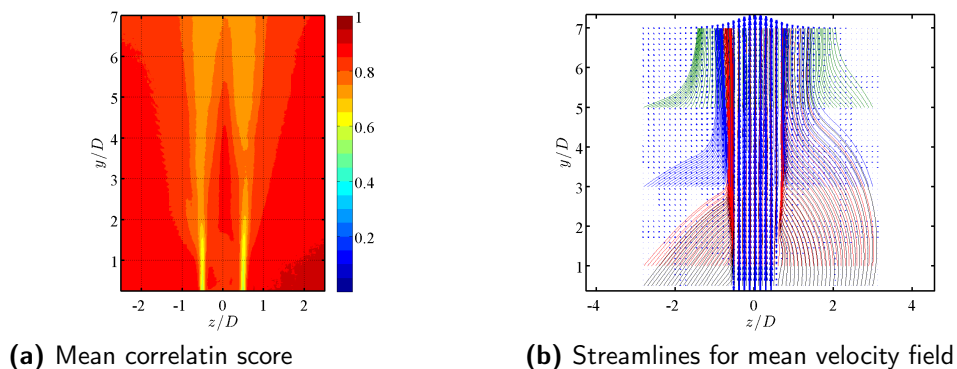 7
6
5
4
3
2
1
y/D
-2 -1 0 1 2
z/D
1
0.8
0.6
0.4
0.2
7
6
5
4
3
2
1
y/D
-4 -2 0 2 4
z/D
(a) Mean correlatin score
(b) Streamlines for mean velocity field